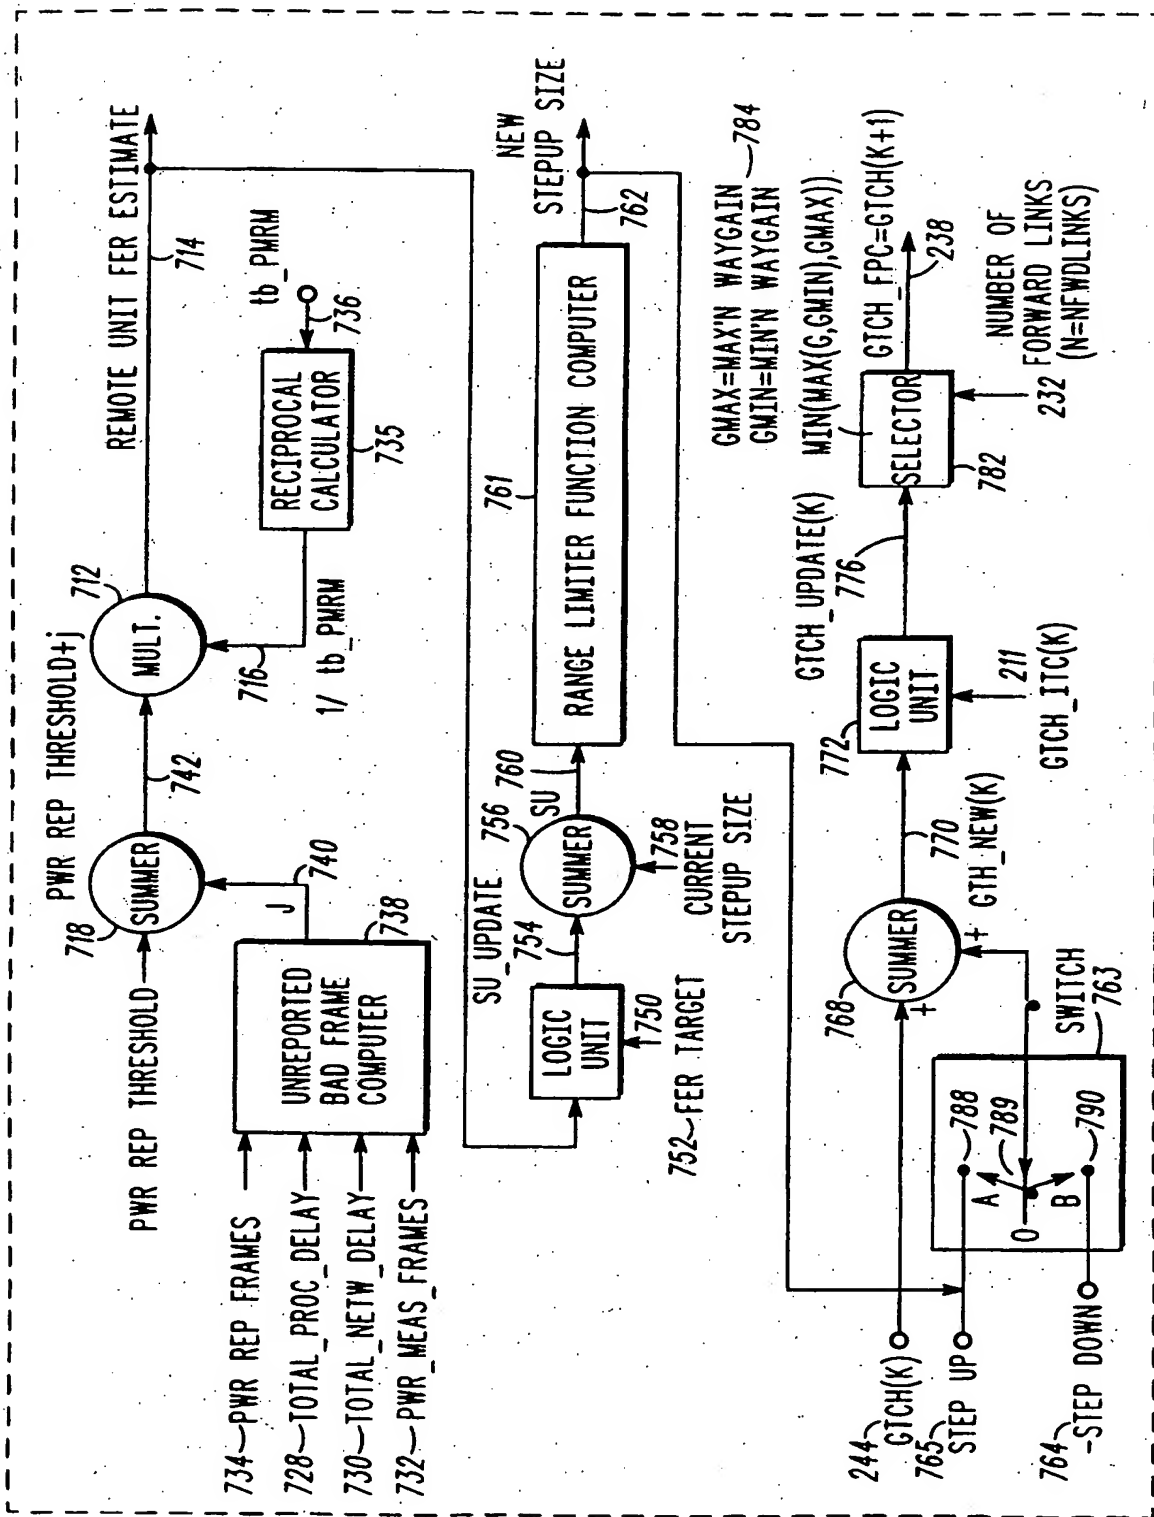 734 PWR REP FRAMES
728 TOTAL_PROC_DELAY
730 TOTAL_NETW_DELAY
732 PWR_MEAS_FRAMES
PWR REP THRESHOLD
718
SUMMER
PWR REP THRESHOLD+j
742
J
740
UNREPORTED
BAD FRAME
COMPUTER
738
712
MULT.
716
1/ tb_PMRM
REMOTE UNIT FER ESTIMATE
714
RECIPROCAL
CALCULATOR
735
tb_PMRM
736
LOGIC
UNIT
750
752 FER TARGET
SU_UPDATE
754
756
SUMMER
758
CURRENT
STEPUP SIZE
SU
760
761
RANGE LIMITER FUNCTION COMPUTER
NEW
STEPUP SIZE
762
244
GTCH(K)
765
STEP UP
764
-STEP DOWN
A
788
789
O
B
790
SWITCH
763
768
SUMMER
+
+
770
GTH_NEW(K)
772
LOGIC
UNIT
211
GTCH_ITC(K)
GTCH_UPDATE(K)
776
GMAX=MAX'N WAYGAIN
GMIN=MIN'N WAYGAIN
784
MIN(MAX(G,GMIN),GMAX))
SELECTOR
782
GTCH_FPC=GTCH(K+1)
238
232
NUMBER OF
FORWARD LINKS
(N=NFWDLINKS)